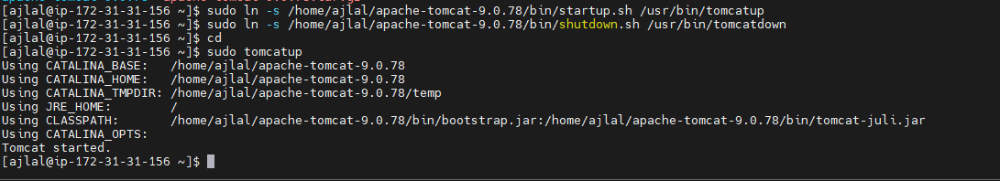 [ajlal@ip-172-31-31-156 ~]$ sudo ln -s /home/ajlal/apache-tomcat-9.0.78/bin/startup.sh /usr/bin/tomcatup
[ajlal@ip-172-31-31-156 ~]$ sudo ln -s /home/ajlal/apache-tomcat-9.0.78/bin/shutdown.sh /usr/bin/tomcatdown
[ajlal@ip-172-31-31-156 ~]$ cd
[ajlal@ip-172-31-31-156 ~]$ sudo tomcatup
Using CATALINA_BASE:   /home/ajlal/apache-tomcat-9.0.78
Using CATALINA_HOME:   /home/ajlal/apache-tomcat-9.0.78
Using CATALINA_TMPDIR: /home/ajlal/apache-tomcat-9.0.78/temp
Using JRE_HOME:        /
Using CLASSPATH:       /home/ajlal/apache-tomcat-9.0.78/bin/bootstrap.jar:/home/ajlal/apache-tomcat-9.0.78/bin/tomcat-juli.jar
Using CATALINA_OPTS:
Tomcat started.
[ajlal@ip-172-31-31-156 ~]$